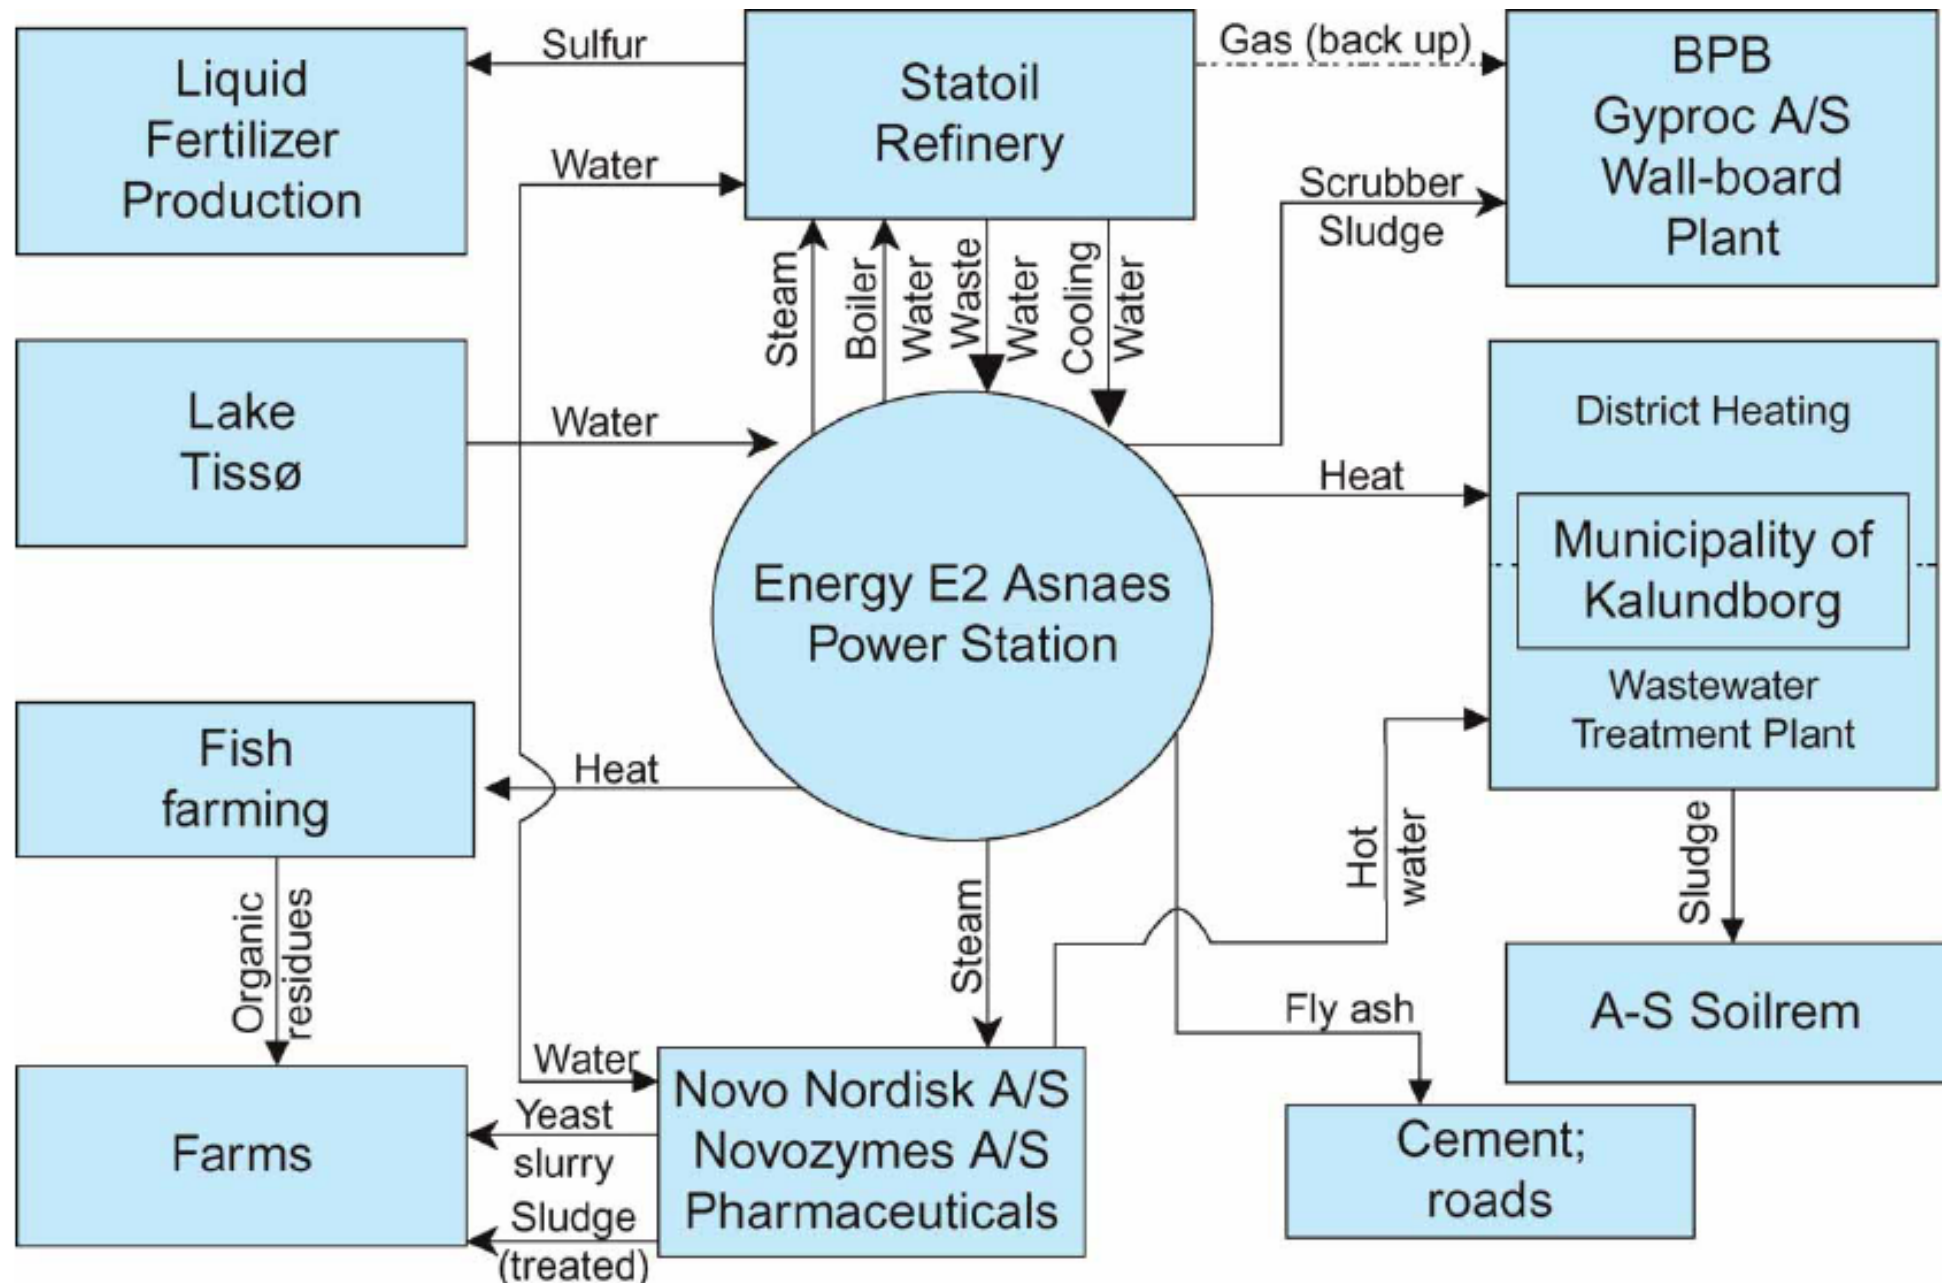 Sulfur
Gas (back up)
Liquid
Fertilizer
Production
Statoil
Refinery
BPB
Gyproc A/S
Wall-board
Plant
Water
Scrubber
Sludge
Steam
Boiler
Water
Waste
Water
Cooling
Water
Lake
Tissø
Water
District Heating
Heat
Municipality of
Kalundborg
Energy E2 Asnaes
Power Station
Wastewater
Treatment Plant
Fish
farming
Heat
Hot
water
Sludge
Organic
residues
Steam
Fly ash
A-S Soilrem
Water
Novo Nordisk A/S
Novozymes A/S
Pharmaceuticals
Yeast
slurry
Farms
Sludge
(treated)
Cement;
roads